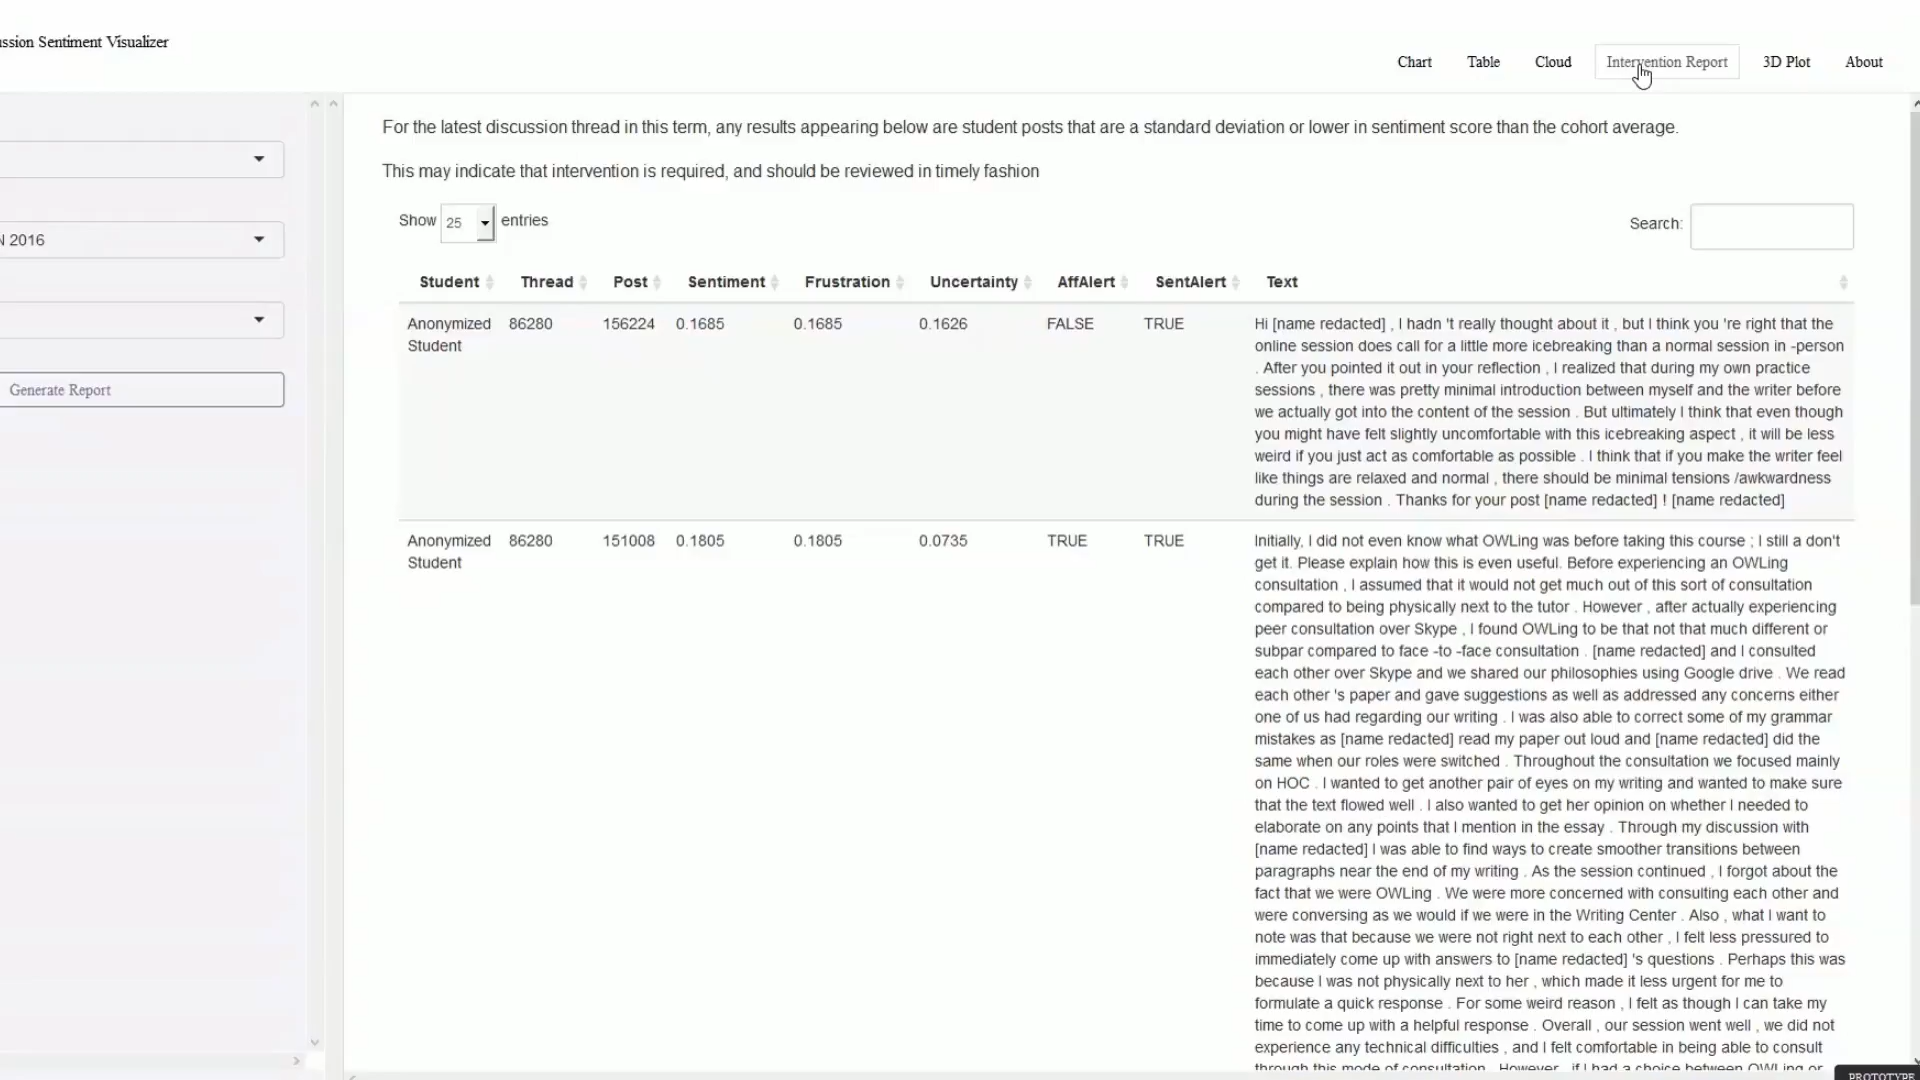 ssion Sentiment Visualizer
Chart Table Cloud Intervention Report 3D Plot About
N 2016
Generate Report
For the latest discussion thread in this term, any results appearing below are student posts that are a standard deviation or lower in sentiment score than the cohort average.
This may indicate that intervention is required, and should be reviewed in timely fashion
Show 25 entries
Search:
Student Thread Post Sentiment Frustration Uncertainty AffAlert SentAlert Text
Anonymized Student 86280 156224 0.1685 0.1685 0.1626 FALSE TRUE
Hi [name redacted] , I hadn 't really thought about it , but I think you 're right that the
online session does call for a little more icebreaking than a normal session in -person
. After you pointed it out in your reflection , I realized that during my own practice
sessions , there was pretty minimal introduction between myself and the writer before
we actually got into the content of the session . But ultimately I think that even though
you might have felt slightly uncomfortable with this icebreaking aspect , it will be less
weird if you just act as comfortable as possible . I think that if you make the writer feel
like things are relaxed and normal , there should be minimal tensions /awkwardness
during the session . Thanks for your post [name redacted] ! [name redacted]
Anonymized Student 86280 151008 0.1805 0.1805 0.0735 TRUE TRUE
Initially, I did not even know what OWLing was before taking this course ; I still a don't
get it. Please explain how this is even useful. Before experiencing an OWLing
consultation , I assumed that it would not get much out of this sort of consultation
compared to being physically next to the tutor . However , after actually experiencing
peer consultation over Skype , I found OWLing to be that not that much different or
subpar compared to face -to -face consultation . [name redacted] and I consulted
each other over Skype and we shared our philosophies using Google drive . We read
each other 's paper and gave suggestions as well as addressed any concerns either
one of us had regarding our writing . I was also able to correct some of my grammar
mistakes as [name redacted] read my paper out loud and [name redacted] did the
same when our roles were switched . Throughout the consultation we focused mainly
on HOC . I wanted to get another pair of eyes on my writing and wanted to make sure
that the text flowed well . I also wanted to get her opinion on whether I needed to
elaborate on any points that I mention in the essay . Through my discussion with
[name redacted] I was able to find ways to create smoother transitions between
paragraphs near the end of my writing . As the session continued , I forgot about the
fact that we were OWLing . We were more concerned with consulting each other and
were conversing as we would if we were in the Writing Center . Also , what I want to
note was that because we were not right next to each other , I felt less pressured to
immediately come up with answers to [name redacted] 's questions . Perhaps this was
because I was not physically next to her , which made it less urgent for me to
formulate a quick response . For some weird reason , I felt as though I can take my
time to come up with a helpful response . Overall , our session went well , we did not
experience any technical difficulties , and I felt comfortable in being able to consult
through this mode of consultation . However , if I had a choice between OWLing or
PROTOTYPE